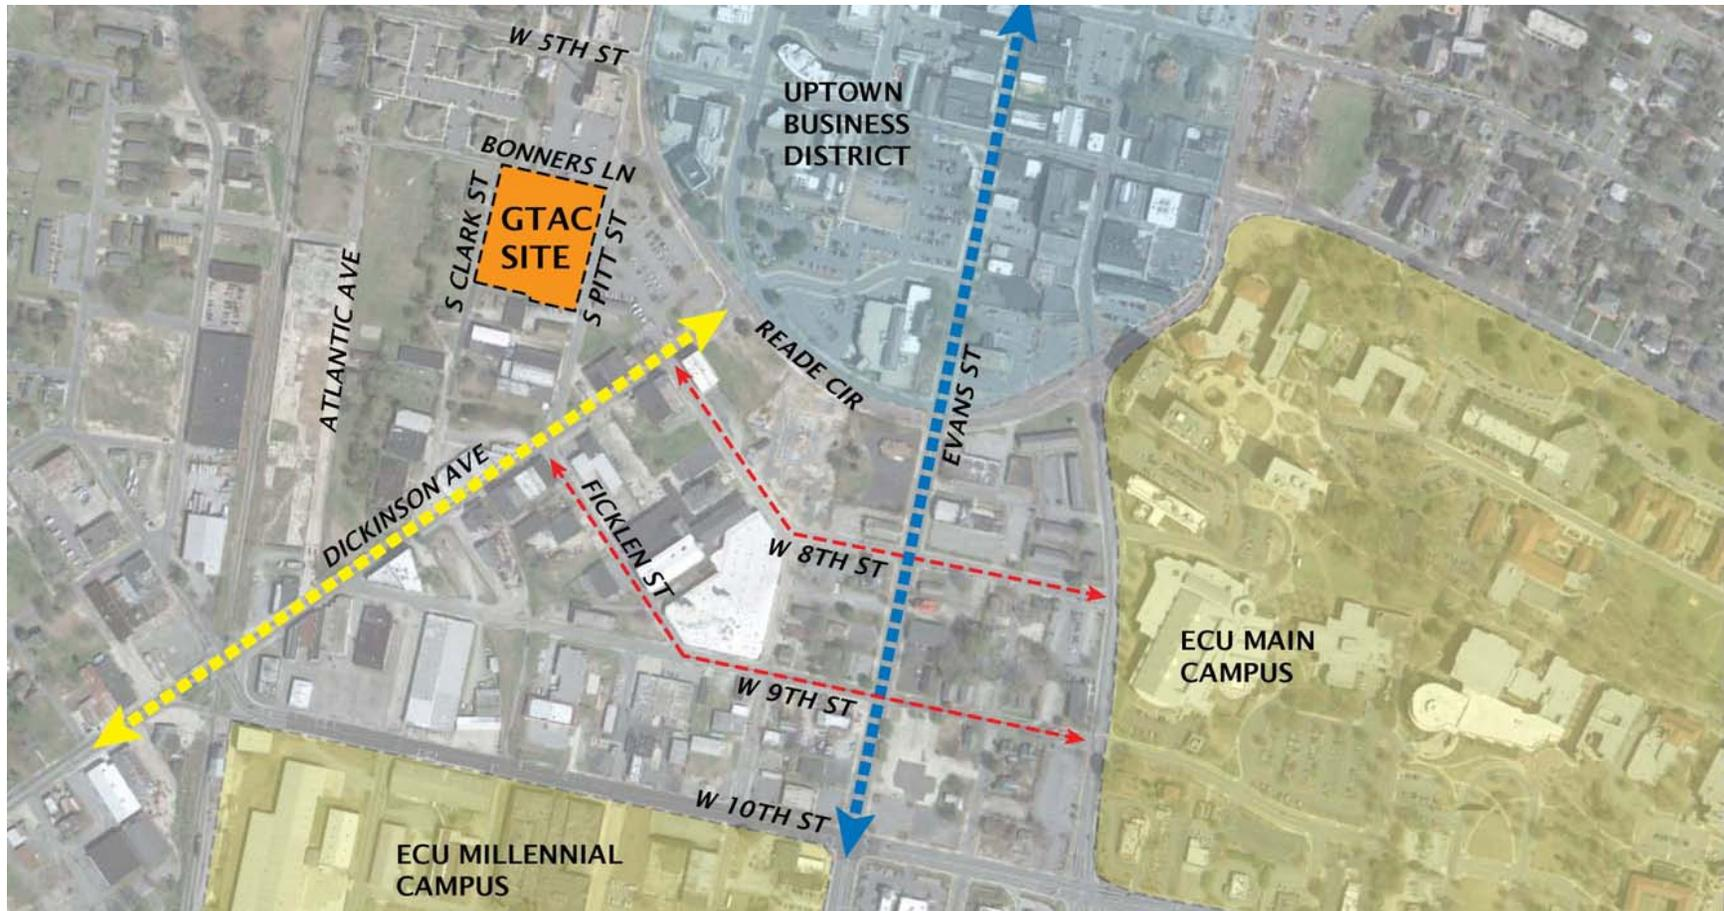 W 5TH ST
UPTOWN
BUSINESS
DISTRICT
BONNERS LN
S CLARK ST
GTAC
SITE
S PITT ST
ATLANTIC AVE
READE CIR
EVANS ST
DICKINSON AVE
FICKLEN ST
W 8TH ST
ECU MAIN
CAMPUS
W 9TH ST
W 10TH ST
ECU MILLENNIAL
CAMPUS